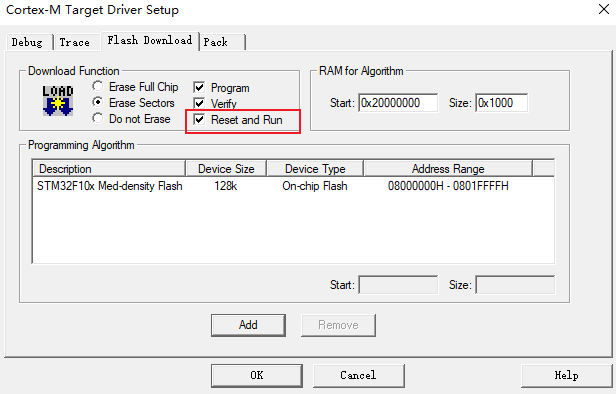 Cortex-M Target Driver Setup
Debug Trace Flash Download Pack
Download Function RAM for Algorithm
LOAD Erase Full Chip Program
Erase Sectors Verify Start: 0x20000000 Size: 0x1000
Do not Erase Reset and Run
Programming Algorithm
Description Device Size Device Type Address Range
STM32F10x Med-density Flash 128k On-chip Flash 08000000H - 0801FFFFH
Start: Size:
Add Remove
OK Cancel Help